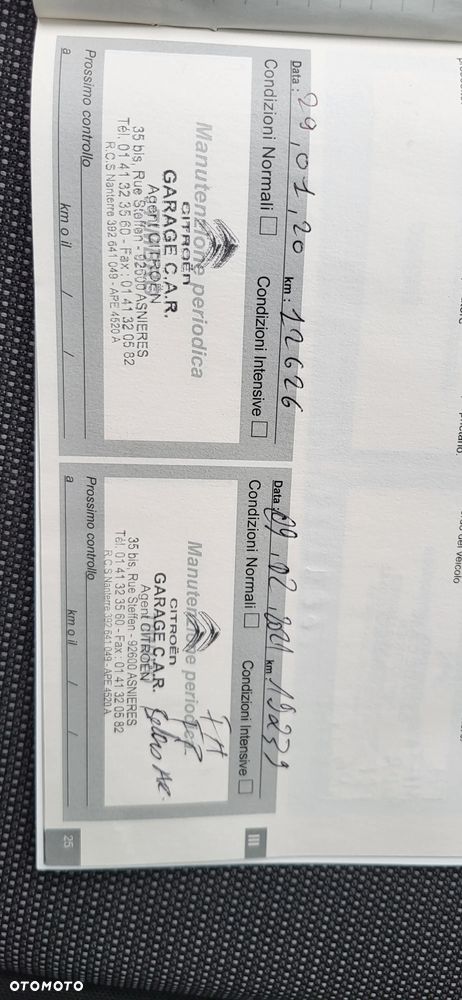 Data : 29,01,20 km : 12626
Condizioni Normali Condizioni Intensive
Manutenzione periodica
CITROËN
GARAGE C.A.R.
Agent CITROËN
35 bis, Rue Steffen - 92600 ASNIERES
Tél. 01 41 32 35 60 - Fax : 01 41 32 05 82
R.C.S Nanterre 392 641 049 - APE 4520 A
Prossimo controllo
a km o il / /
Data : 09,02,2021 km : 19239
Condizioni Normali Condizioni Intensive
Manutenzione periodica
CITROËN
GARAGE C.A.R.
Agent CITROËN
35 bis, Rue Steffen - 92600 ASNIERES
Tél. 01 41 32 35 60 - Fax : 01 41 32 05 82
R.C.S Nanterre 392 641 049 - APE 4520 A
Prossimo controllo
a km o il / /
III
25
OTOMOTO